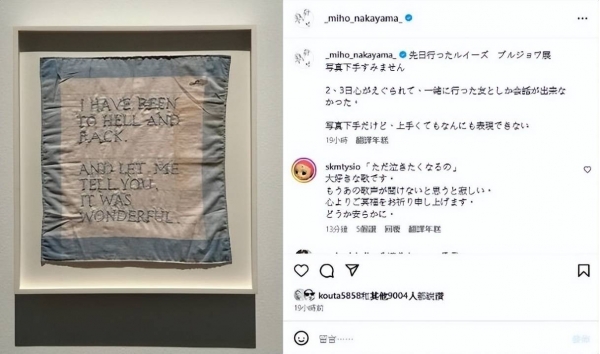 I HAVE BEEN
TO HELL AND
BACK.
AND LET ME
TELL YOU,
IT WAS
WONDERFUL.
_miho_nakayama_
_miho_nakayama_ 先日行ったルイーズ　ブルジョワ展
写真下手すみません
2、3日心がえぐられて、一緒に行った友としか会話が出来な
かった。
写真下手だけど、上手くてもなんにも表現できない
19小時 翻譯年糕
skmtysio 「ただ泣きたくなるの」
大好きな歌です。
もうあの歌声が聞けないと思うと寂しい。
心よりご冥福をお祈り申し上げます。
どうか安らかに。
13分鐘 5個讚 回覆 翻譯年糕
kouta5858和其他9004人都說讚
19小時前
留言……